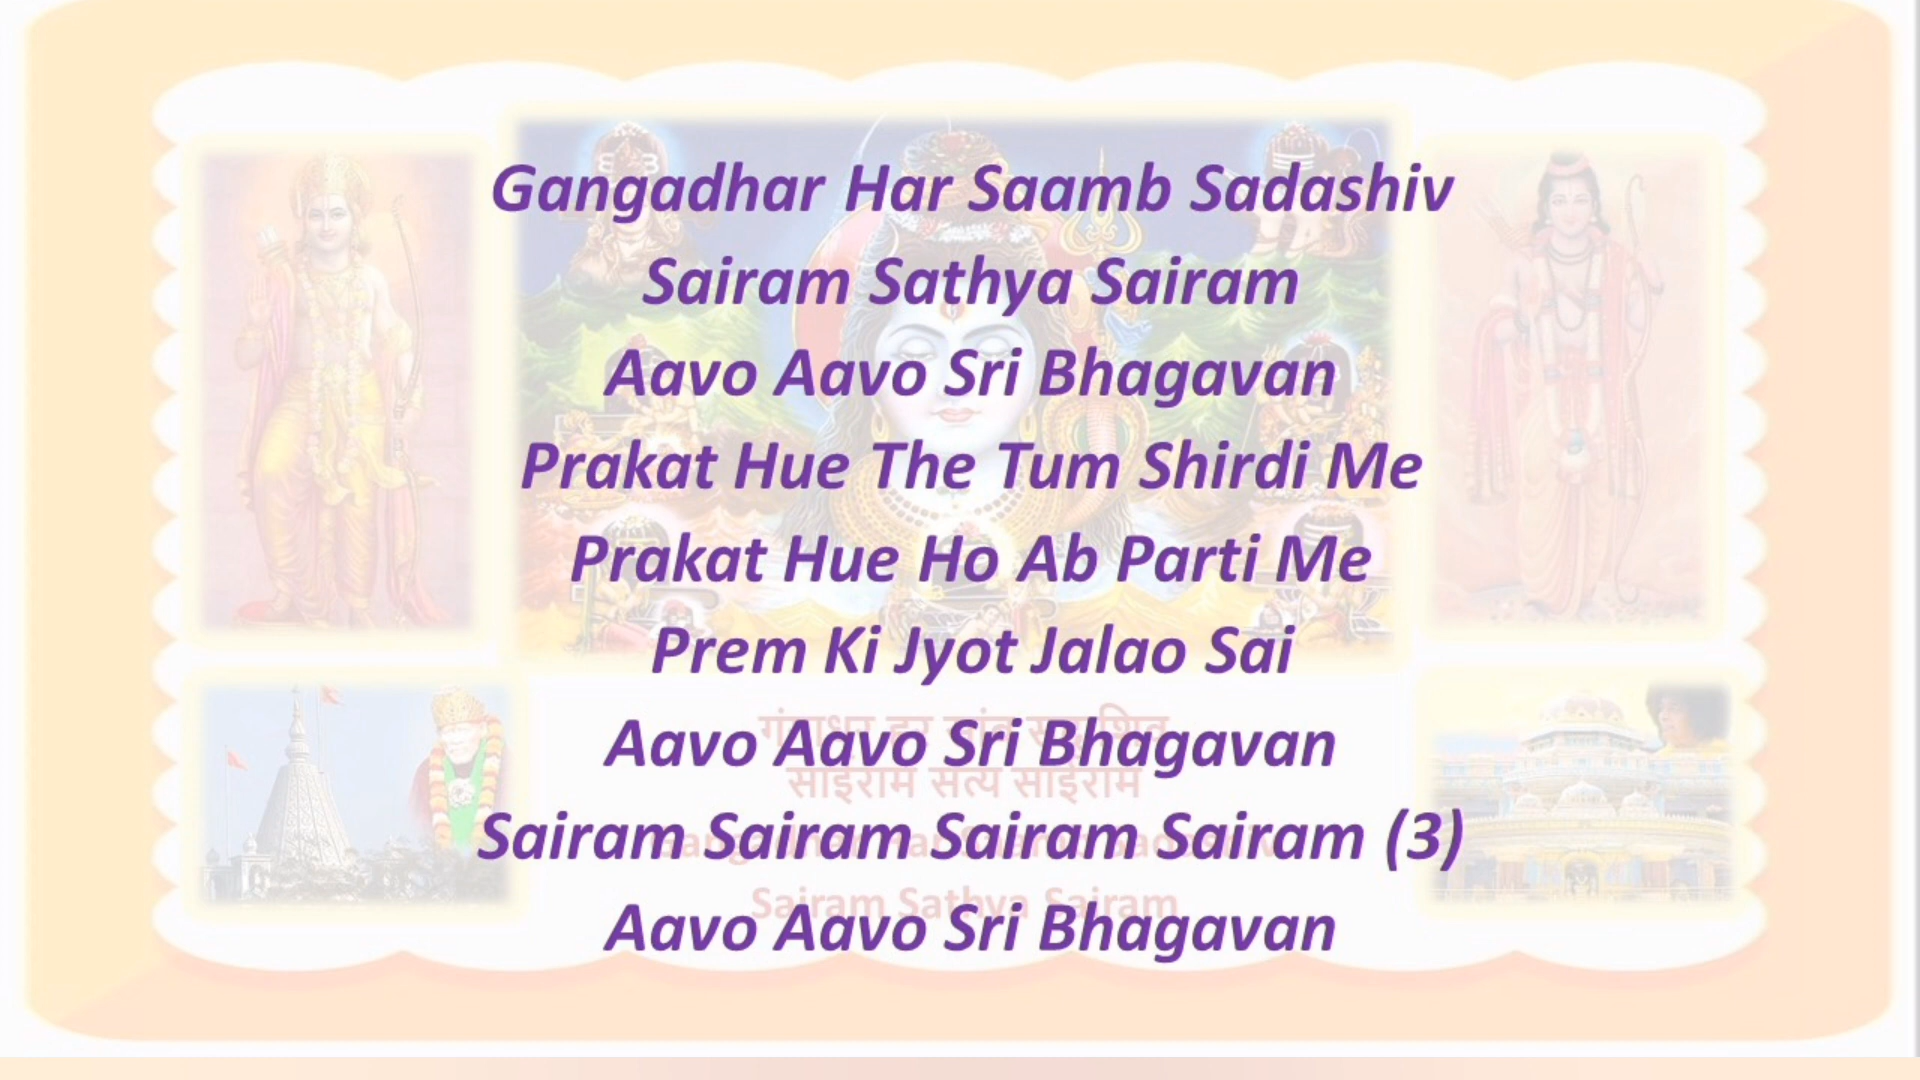 Gangadhar Har Saamb Sadashiv
Sairam Sathya Sairam
Aavo Aavo Sri Bhagavan
Prakat Hue The Tum Shirdi Me
Prakat Hue Ho Ab Parti Me
Prem Ki Jyot Jalao Sai
Aavo Aavo Sri Bhagavan
साईराम सत्य साईराम
Sairam Sairam Sairam Sairam (3)
Sairam Sathya Sairam
Aavo Aavo Sri Bhagavan